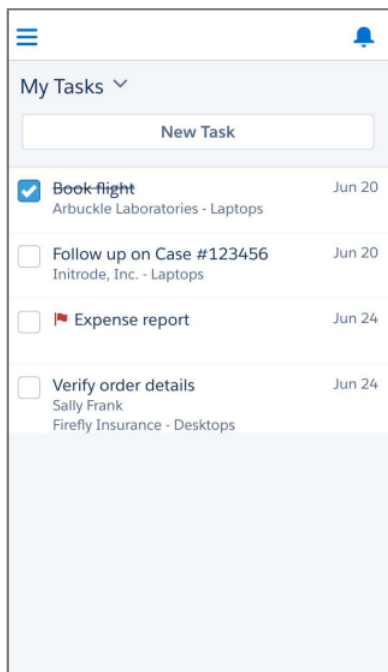 My Tasks
New Task
Book flight Jun 20
Arbuckle Laboratories - Laptops
Follow up on Case #123456 Jun 20
Initrode, Inc. - Laptops
Expense report Jun 24
Verify order details Jun 24
Sally Frank
Firefly Insurance - Desktops